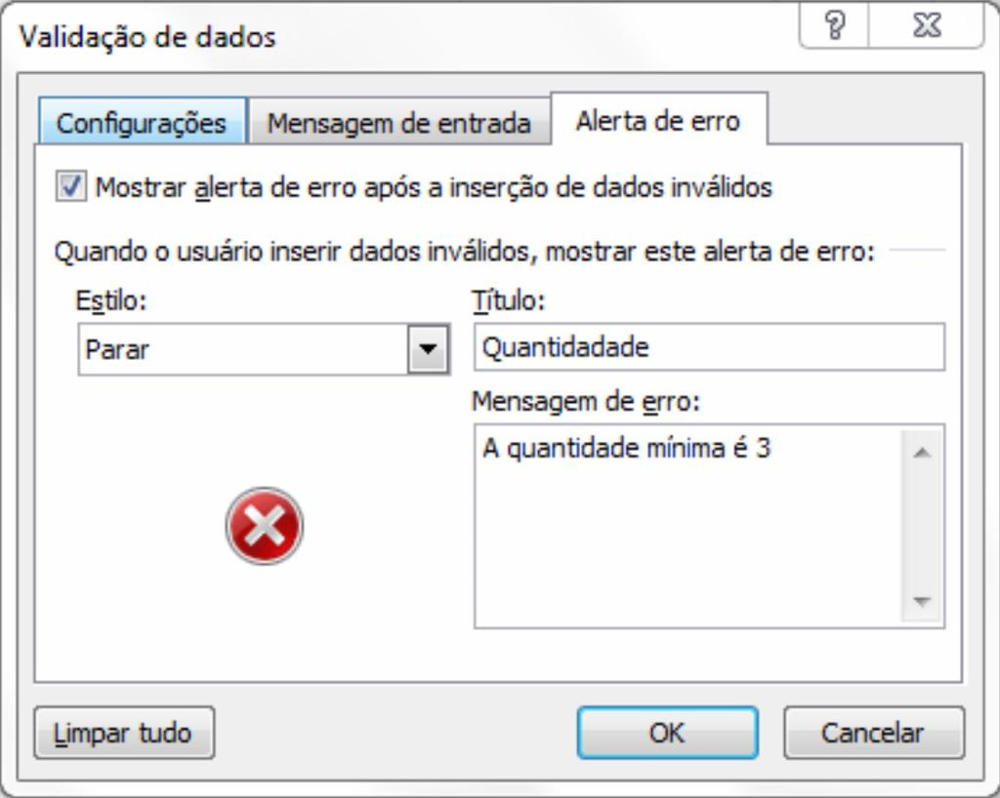 Validação de dados
Configurações Mensagem de entrada Alerta de erro
Mostrar alerta de erro após a inserção de dados inválidos
Quando o usuário inserir dados inválidos, mostrar este alerta de erro:
Estilo: Título:
Parar Quantidadade
Mensagem de erro:
A quantidade mínima é 3
Limpar tudo OK Cancelar